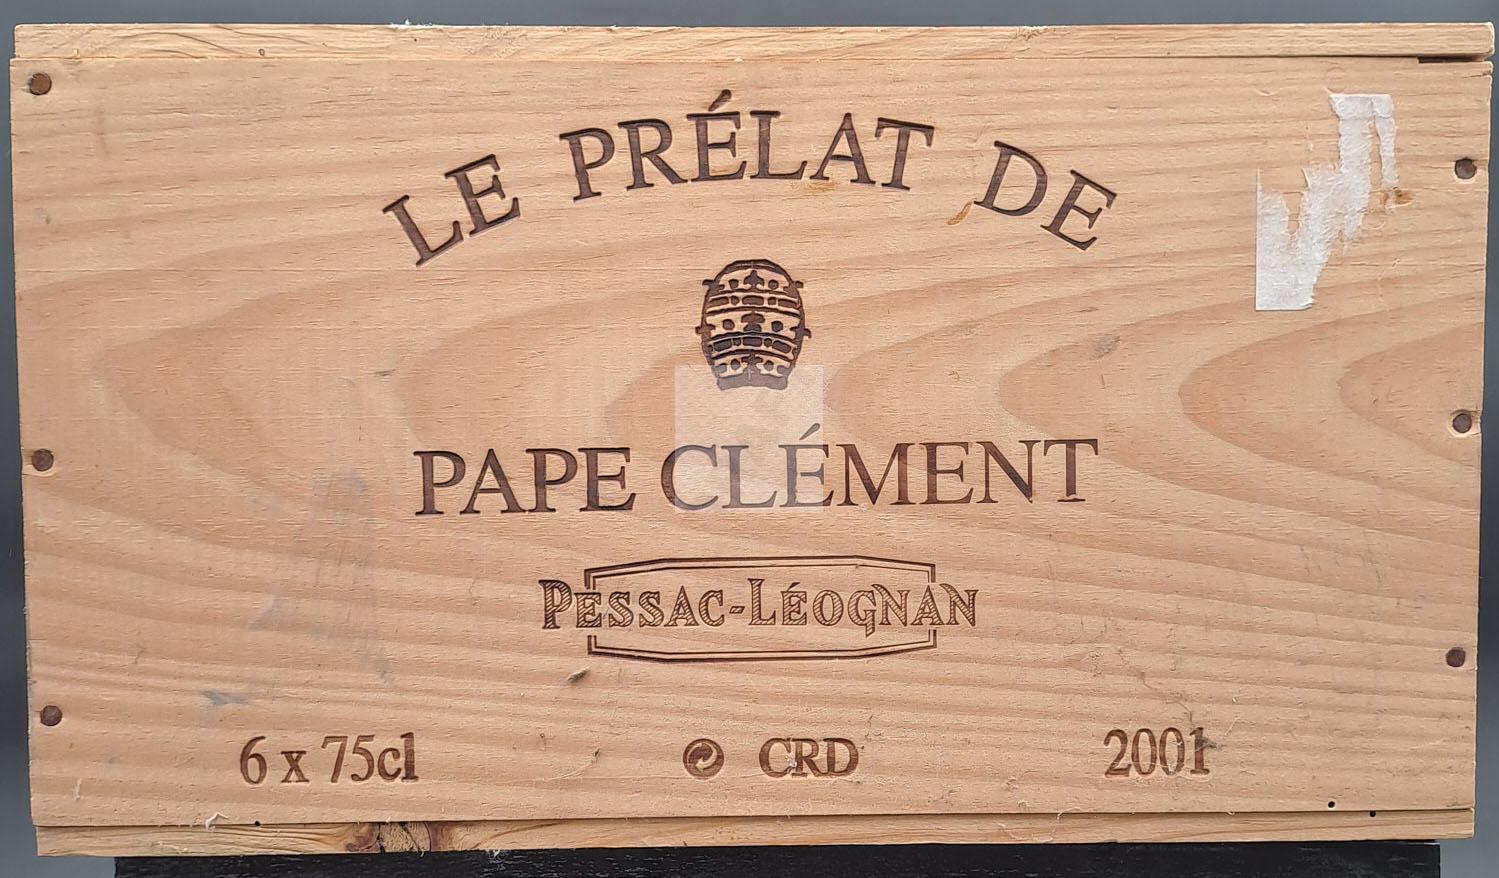 LE PRÉLAT DE
PAPE CLÉMENT
PESSAC-LÉOGNAN
6 x 75cl CRD 2001